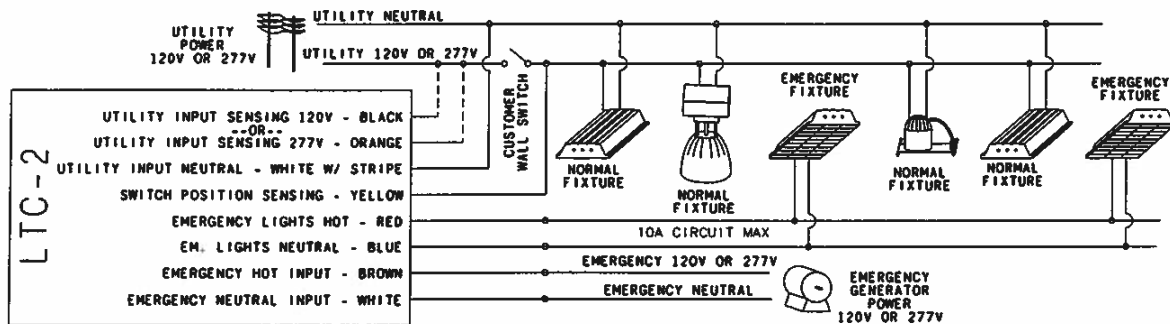 UTILITY NEUTRAL
UTILITY
POWER
120V OR 277V
UTILITY 120V OR 277V
CUSTOMER
WALL SWITCH
NORMAL
FIXTURE
NORMAL
FIXTURE
EMERGENCY
FIXTURE
NORMAL
FIXTURE
NORMAL
FIXTURE
EMERGENCY
FIXTURE
LTC-2
UTILITY INPUT SENSING 120V - BLACK
--OR--
UTILITY INPUT SENSING 277V - ORANGE
UTILITY INPUT NEUTRAL - WHITE W/ STRIPE
SWITCH POSITION SENSING - YELLOW
EMERGENCY LIGHTS HOT - RED
EM. LIGHTS NEUTRAL - BLUE
EMERGENCY HOT INPUT - BROWN
EMERGENCY NEUTRAL INPUT - WHITE
10A CIRCUIT MAX
EMERGENCY 120V OR 277V
EMERGENCY NEUTRAL
EMERGENCY
GENERATOR
POWER
120V OR 277V